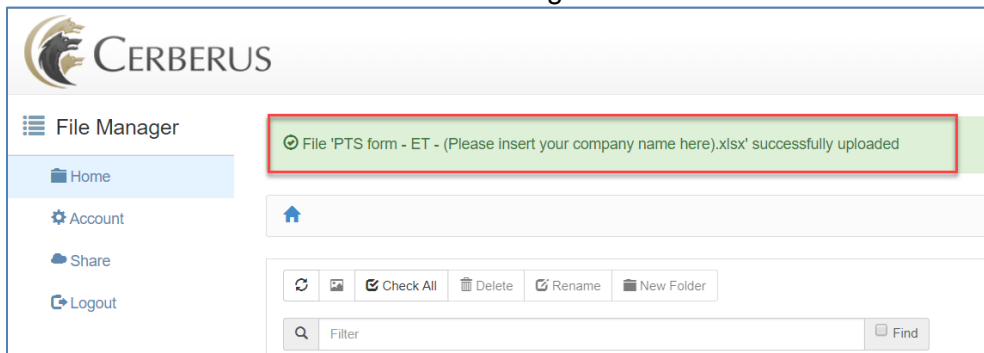 CERBERUS
File Manager
File 'PTS form - ET - (Please insert your company name here).xlsx' successfully uploaded
Home
Account
Share
Logout
Check All Delete Rename New Folder
Filter Find